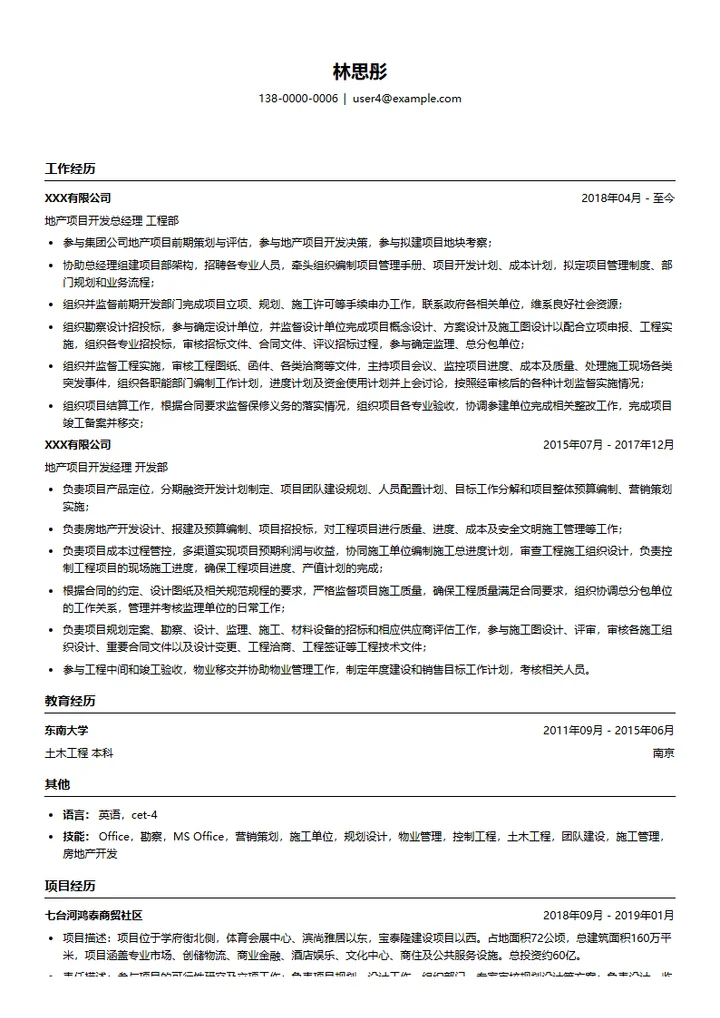 林思彤
138-0000-0006 | user4@example.com
工作经历
XXX有限公司 2018年04月 - 至今
地产项目开发总经理 工程部
• 参与集团公司地产项目前期策划与评估，参与地产项目开发决策，参与拟建项目地块考察；
• 协助总经理组建项目部架构，招聘各专业人员，牵头组织编制项目管理手册、项目开发计划、成本计划，拟定项目管理制度、部
门规划和业务流程；
• 组织并监督前期开发部门完成项目立项、规划、施工许可等手续申办工作，联系政府各相关单位，维系良好社会资源；
• 组织勘察设计招投标，参与确定设计单位，并监督设计单位完成项目概念设计、方案设计及施工图设计以配合立项申报、工程实
施，组织各专业招投标，审核招标文件、合同文件、评议招标过程，参与确定监理、总分包单位；
• 组织并监督工程实施，审核工程图纸、函件、各类洽商等文件，主持项目会议、监控项目进度、成本及质量、处理施工现场各类
突发事件，组织各职能部门编制工作计划，进度计划及资金使用计划并上会讨论，按照经审核后的各种计划监督实施情况；
• 组织项目结算工作，根据合同要求监督保修义务的落实情况，组织项目各专业验收，协调参建单位完成相关整改工作，完成项目
竣工备案并移交；
XXX有限公司 2015年07月 - 2017年12月
地产项目开发经理 开发部
• 负责项目产品定位，分期融资开发计划制定、项目团队建设规划、人员配置计划、目标工作分解和项目整体预算编制、营销策划
实施；
• 负责房地产开发设计、报建及预算编制、项目招投标，对工程项目进行质量、进度、成本及安全文明施工管理等工作；
• 负责项目成本过程管控，多渠道实现项目预期利润与收益，协同施工单位编制施工总进度计划，审查工程施工组织设计，负责控
制工程项目的现场施工进度，确保工程项目进度、产值计划的完成；
• 根据合同的约定、设计图纸及相关规范规程的要求，严格监督项目施工质量，确保工程质量满足合同要求，组织协调总分包单位
的工作关系，管理并考核监理单位的日常工作；
• 负责项目规划定案、勘察、设计、监理、施工、材料设备的招标和相应供应商评估工作，参与施工图设计、评审，审核各施工组
织设计、重要合同文件以及设计变更、工程洽商、工程签证等工程技术文件；
• 参与工程中间和竣工验收，物业移交并协助物业管理工作，制定年度建设和销售目标工作计划，考核相关人员。
教育经历
东南大学 2011年09月 - 2015年06月
土木工程 本科 南京
其他
• 语言： 英语，cet-4
• 技能： Office，勘察，MS Office，营销策划，施工单位，规划设计，物业管理，控制工程，土木工程，团队建设，施工管理，
房地产开发
项目经历
七台河鸿泰商贸社区 2018年09月 - 2019年01月
• 项目描述：项目位于学府街北侧，体育会展中心、滨尚雅居以东，宝泰隆建设项目以西。占地面积72公顷，总建筑面积160万平
米，项目涵盖专业市场、创储物流、商业金融、酒店娱乐、文化中心、商住及公共服务设施。总投资约60亿。